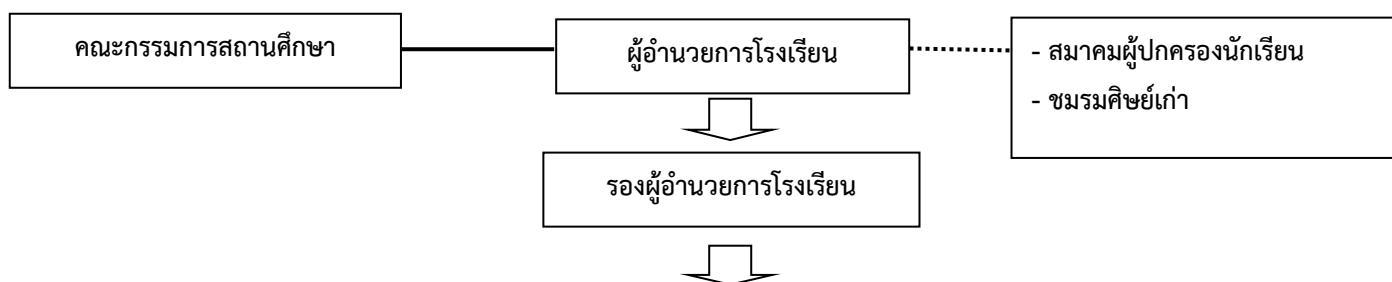 คณะกรรมการสถานศึกษา
ผู้อำนวยการโรงเรียน
- สมาคมผู้ปกครองนักเรียน
- ชมรมศิษย์เก่า
รองผู้อำนวยการโรงเรียน